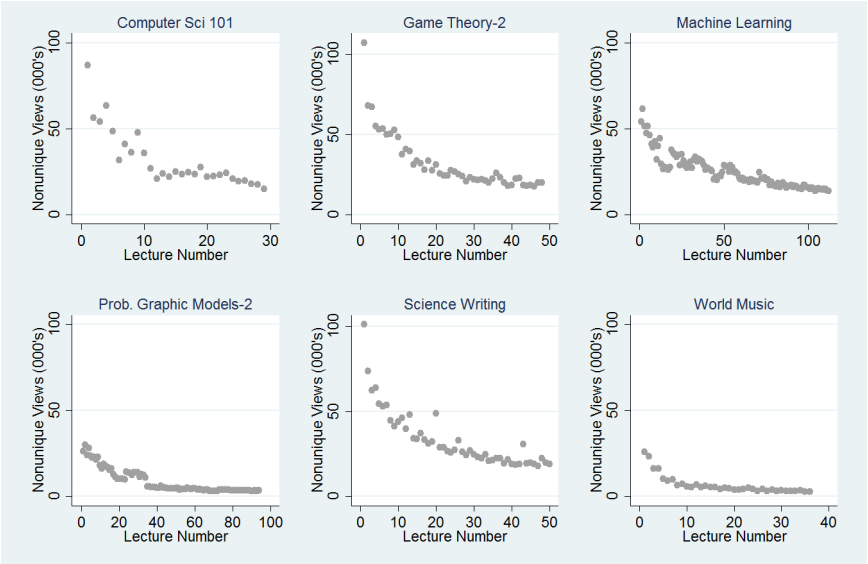 Computer Sci 101
Nonunique Views (000's)
100
50
0
0 10 20 30
Lecture Number
Game Theory-2
Nonunique Views (000's)
100
50
0
0 10 20 30 40 50
Lecture Number
Machine Learning
Nonunique Views (000's)
100
50
0
0 50 100
Lecture Number
Prob. Graphic Models-2
Nonunique Views (000's)
100
50
0
0 20 40 60 80 100
Lecture Number
Science Writing
Nonunique Views (000's)
100
50
0
0 10 20 30 40 50
Lecture Number
World Music
Nonunique Views (000's)
100
50
0
0 10 20 30 40
Lecture Number